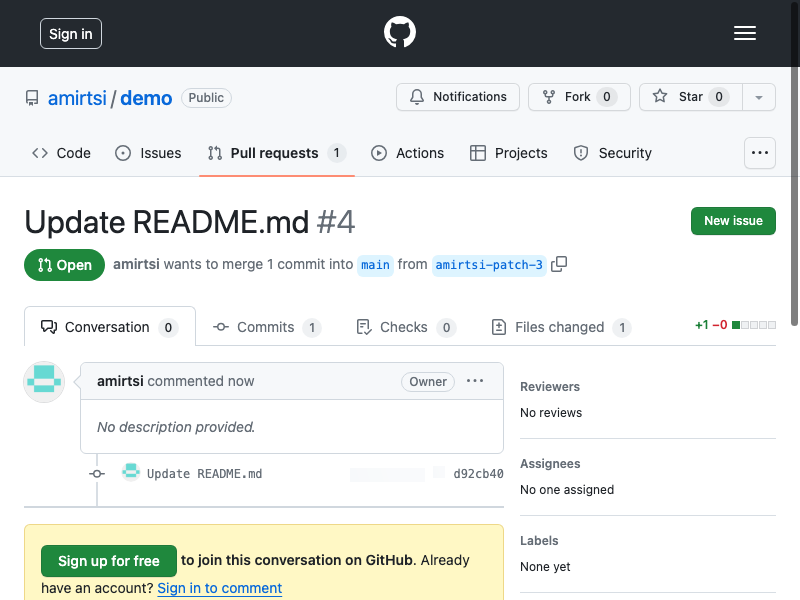 Sign in
amirtsi / demo Public
Notifications Fork 0 Star 0
Code Issues Pull requests 1 Actions Projects Security
Update README.md #4
New issue
Open amirtsi wants to merge 1 commit into main from amirtsi-patch-3
Conversation 0 Commits 1 Checks 0 Files changed 1 +1 −0
amirtsi commented now Owner
No description provided.
Update README.md d92cb40
Reviewers
No reviews
Assignees
No one assigned
Labels
None yet
Sign up for free to join this conversation on GitHub. Already
have an account? Sign in to comment